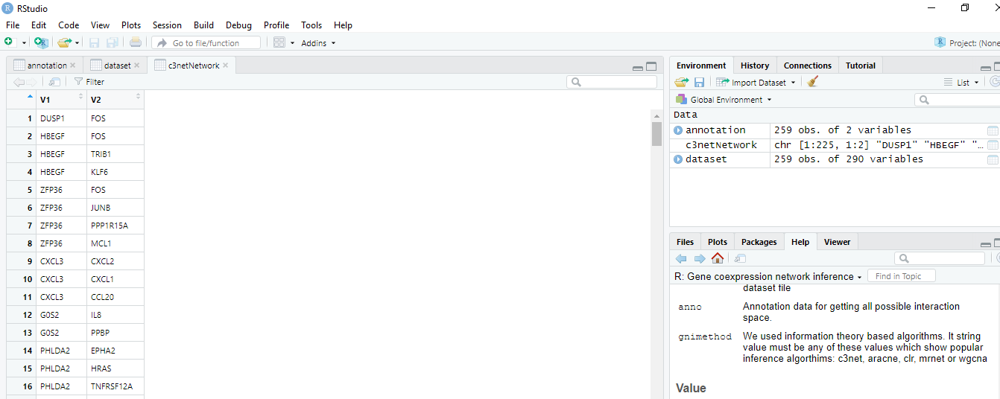 RStudio
File Edit Code View Plots Session Build Debug Profile Tools Help
Go to file/function Addins Project: (None
annotation dataset c3netNetwork
Filter
V1 V2
1 DUSP1 FOS
2 HBEGF FOS
3 HBEGF TRIB1
4 HBEGF KLF6
5 ZFP36 FOS
6 ZFP36 JUNB
7 ZFP36 PPP1R15A
8 ZFP36 MCL1
9 CXCL3 CXCL2
10 CXCL3 CXCL1
11 CXCL3 CCL20
12 G0S2 IL8
13 G0S2 PPBP
14 PHLDA2 EPHA2
15 PHLDA2 HRAS
16 PHLDA2 TNFRSF12A
Environment History Connections Tutorial
Import Dataset List
Global Environment
Data
annotation 259 obs. of 2 variables
c3netNetwork chr [1:225, 1:2] "DUSP1" "HBEGF" "…
dataset 259 obs. of 290 variables
Files Plots Packages Help Viewer
R: Gene coexpression network inference Find in Topic
dataset file
anno Annotation data for getting all possible interaction
space.
gnimethod We used information theory based algorithms. It string
value must be any of these values which show popular
inference algorthims: c3net, aracne, clr, mrnet or wgcna
Value